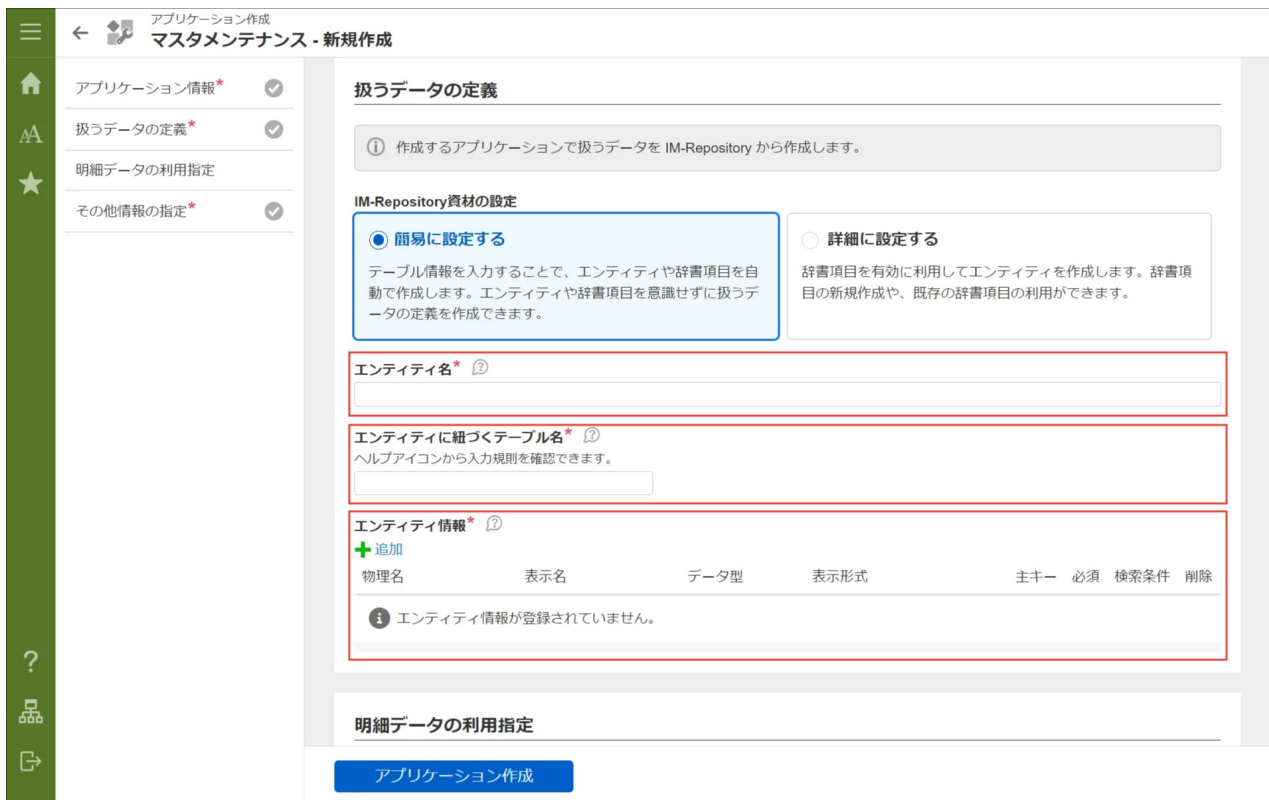 アプリケーション作成
マスタメンテナンス - 新規作成
アプリケーション情報*
扱うデータの定義*
明細データの利用指定
その他情報の指定*
扱うデータの定義
作成するアプリケーションで扱うデータを IM-Repository から作成します。
IM-Repository資材の設定
簡易に設定する
テーブル情報を入力することで、エンティティや辞書項目を自
動で作成します。エンティティや辞書項目を意識せずに扱うデ
ータの定義を作成できます。
詳細に設定する
辞書項目を有効に利用してエンティティを作成します。辞書項
目の新規作成や、既存の辞書項目の利用ができます。
エンティティ名*
エンティティに紐づくテーブル名*
ヘルプアイコンから入力規則を確認できます。
エンティティ情報*
追加
物理名 表示名 データ型 表示形式 主キー 必須 検索条件 削除
エンティティ情報が登録されていません。
明細データの利用指定
アプリケーション作成